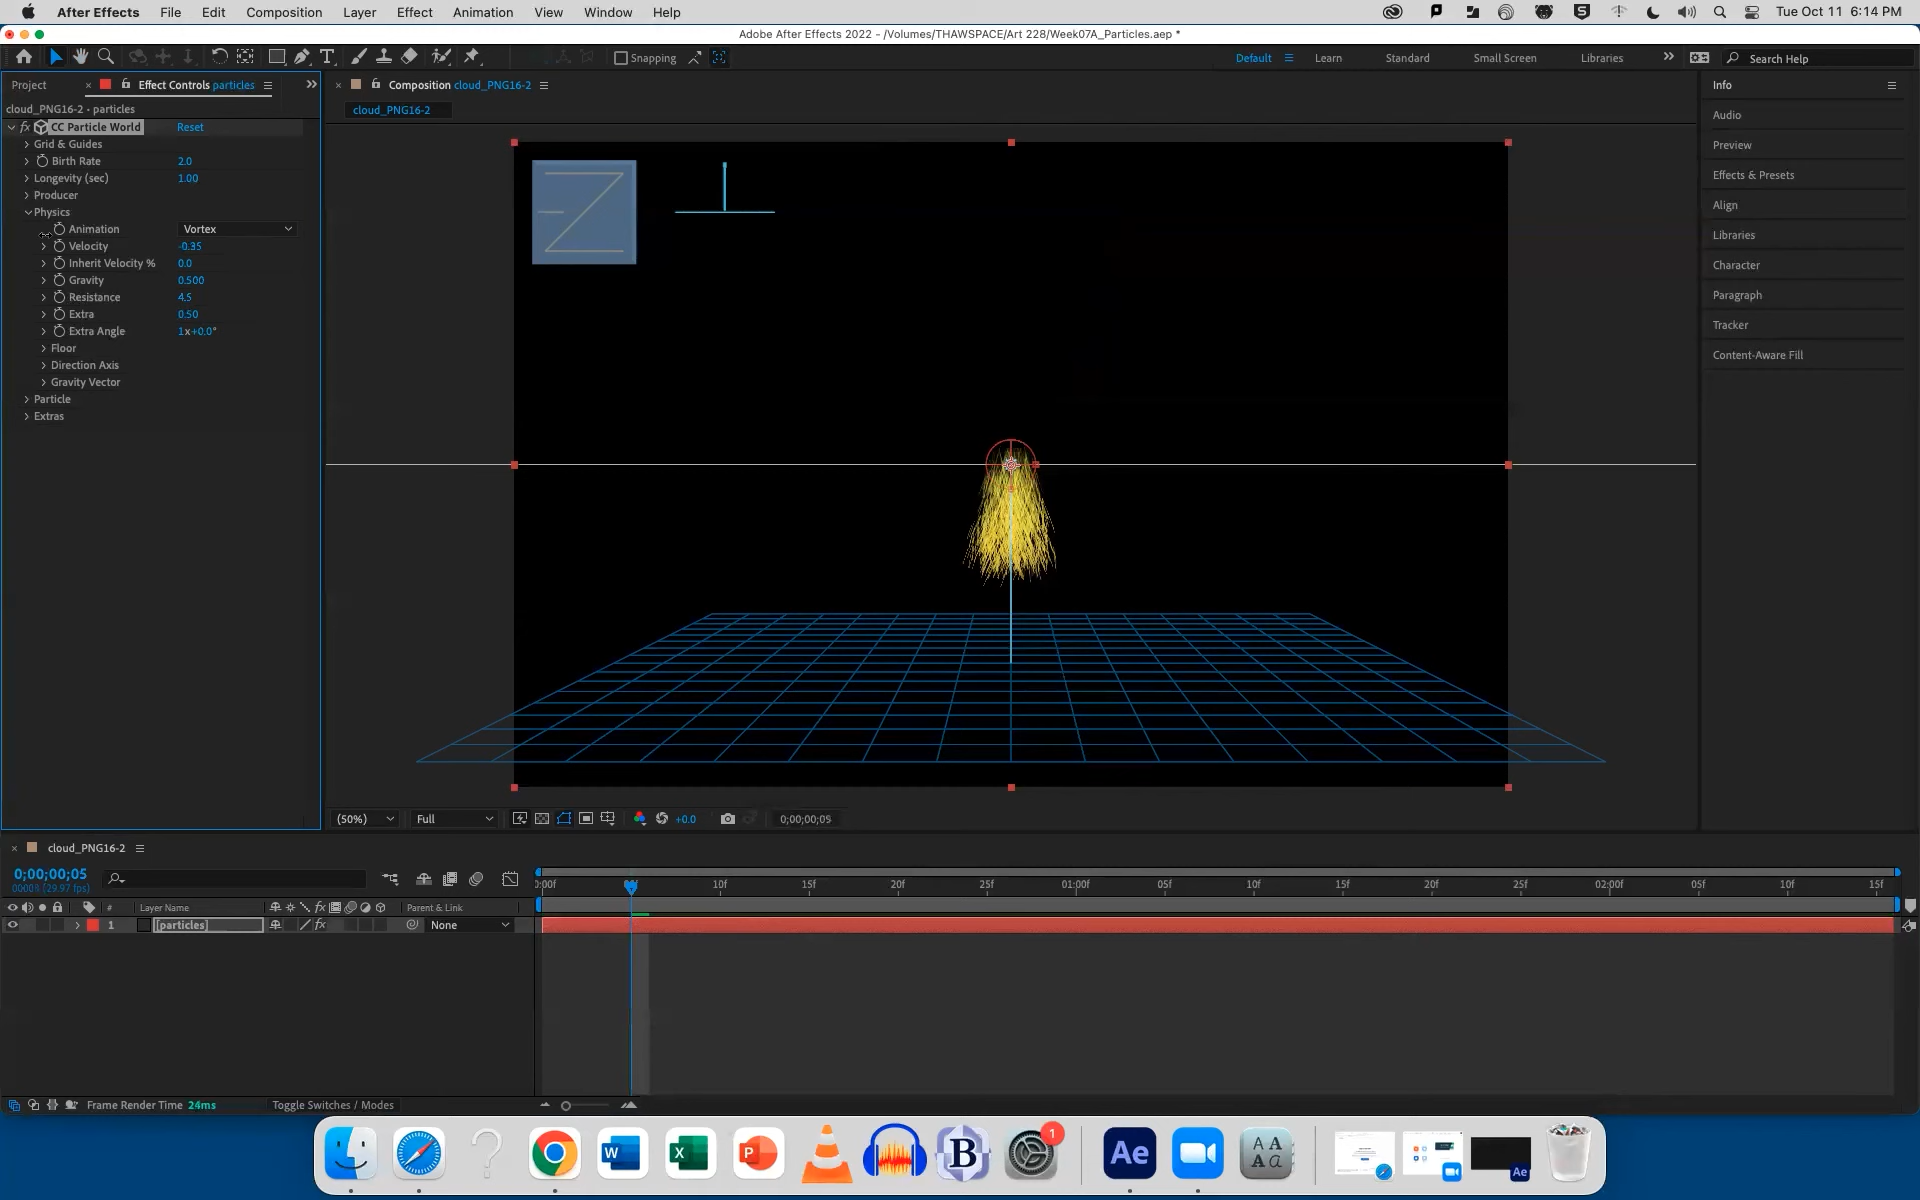 After Effects File Edit Composition Layer Effect Animation View Window Help Tue Oct 11 6:14 PM
Adobe After Effects 2022 - /Volumes/THAWSPACE/Art 228/Week07A_Particles.aep *
Snapping Default Learn Standard Small Screen Libraries Search Help
Project Effect Controls particles
Composition cloud_PNG16-2
Info
cloud_PNG16-2 • particles
cloud_PNG16-2
CC Particle World Reset
Grid & Guides
Birth Rate 2.0
Longevity (sec) 1.00
Producer
Physics
Animation Vortex
Velocity -0.35
Inherit Velocity % 0.0
Gravity 0.500
Resistance 4.5
Extra 0.50
Extra Angle 1x+0.0°
Floor
Direction Axis
Gravity Vector
Particle
Extras
Audio
Preview
Effects & Presets
Align
Libraries
Character
Paragraph
Tracker
Content-Aware Fill
(50%) Full +0.0 0;00;00;05
cloud_PNG16-2
0;00;00;05
00005 (29.97 fps)
0:00f 10f 15f 20f 25f 01:00f 05f 10f 15f 20f 25f 02:00f 05f 10f 15f
# Layer Name Parent & Link
1 [particles] None
Frame Render Time 24ms Toggle Switches / Modes
1
W X P B Ae
A A
A a
Ae